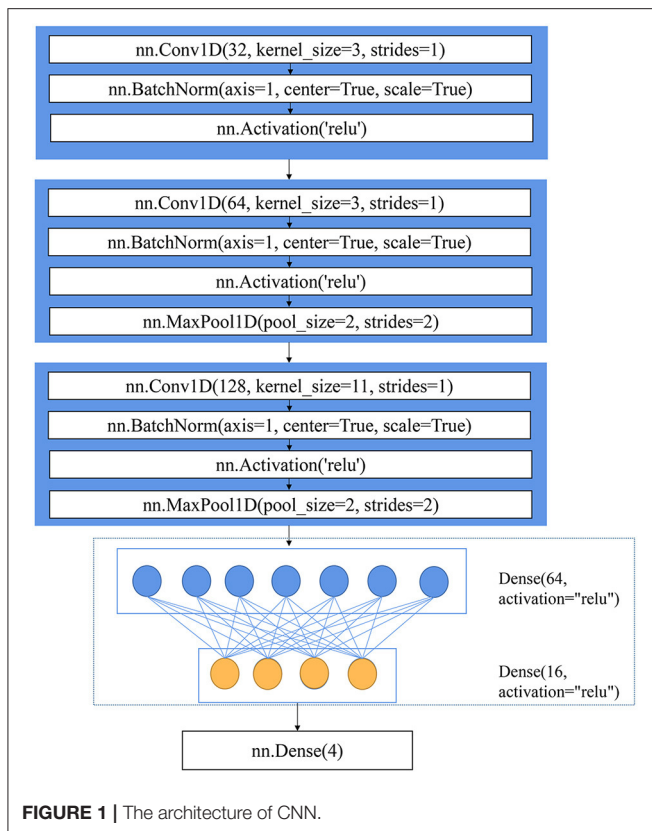 nn.Conv1D(32, kernel_size=3, strides=1)
nn.BatchNorm(axis=1, center=True, scale=True)
nn.Activation('relu')
nn.Conv1D(64, kernel_size=3, strides=1)
nn.BatchNorm(axis=1, center=True, scale=True)
nn.Activation('relu')
nn.MaxPool1D(pool_size=2, strides=2)
nn.Conv1D(128, kernel_size=11, strides=1)
nn.BatchNorm(axis=1, center=True, scale=True)
nn.Activation('relu')
nn.MaxPool1D(pool_size=2, strides=2)
Dense(64,
activation="relu")
Dense(16,
activation="relu")
nn.Dense(4)
FIGURE 1 | The architecture of CNN.